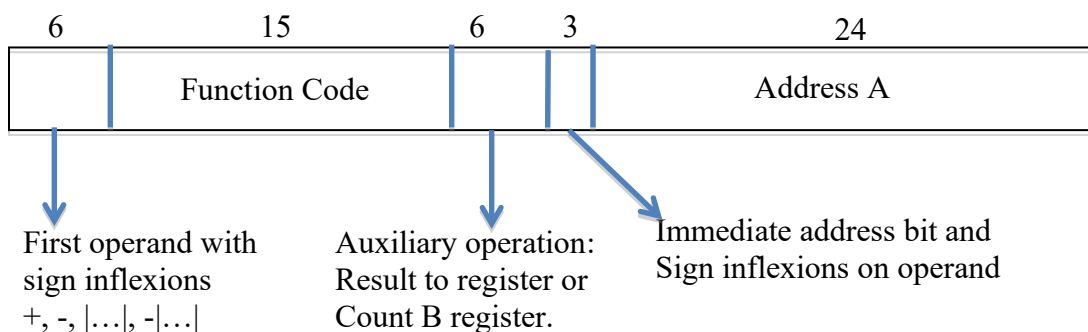 6 15 6 3 24
Function Code Address A
First operand with
sign inflexions
+, -, |…|, -|…|
Auxiliary operation:
Result to register or
Count B register.
Immediate address bit and
Sign inflexions on operand